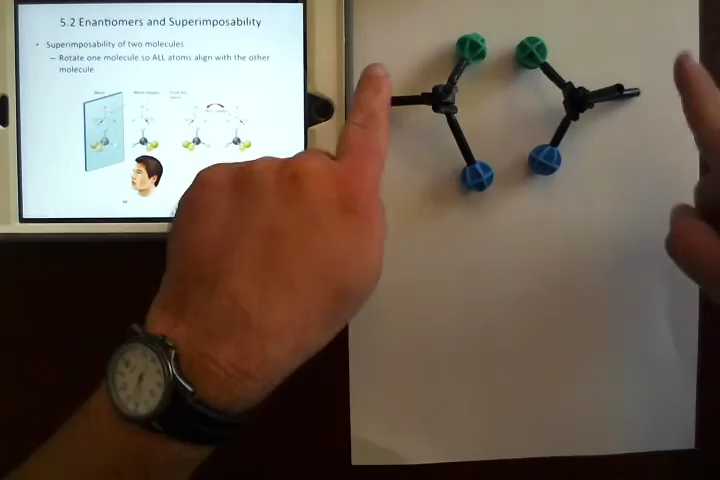 5.2 Enantiomers and Superimposability
• Superimposability of two molecules
– Rotate one molecule so ALL atoms align with the other
molecule